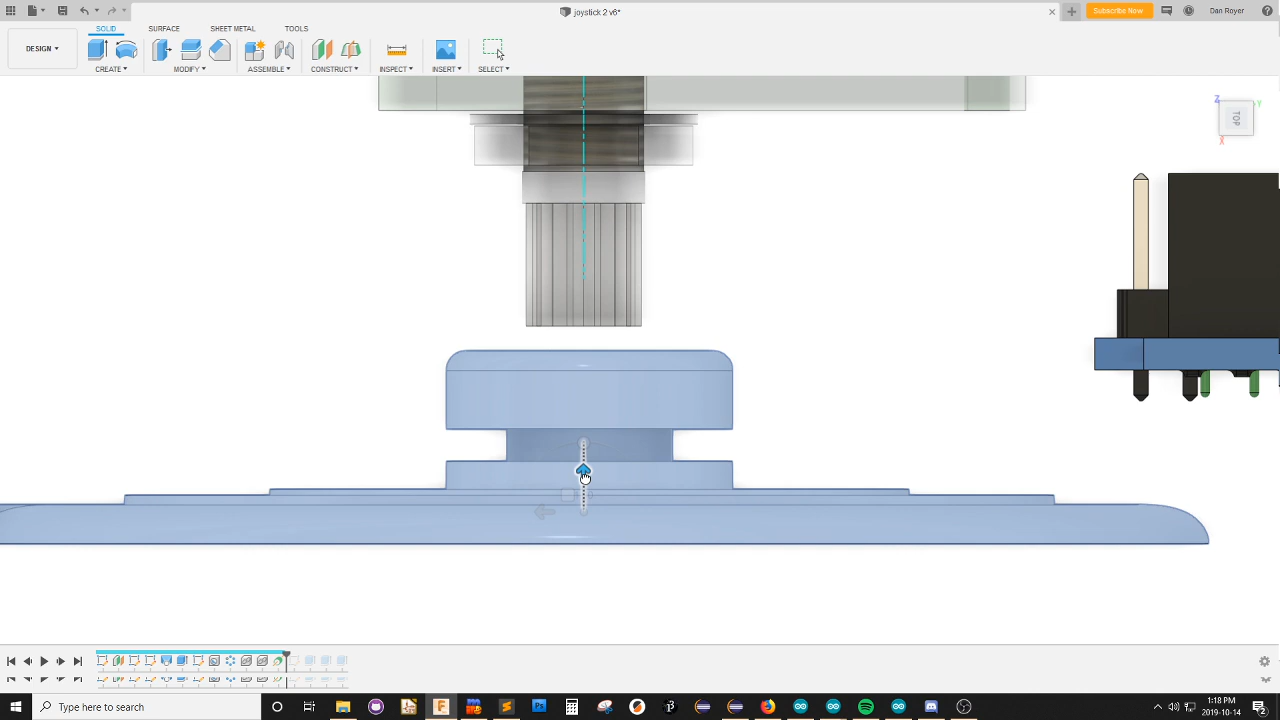 joystick 2 v6*
Subscribe Now
Dan Royer
SOLID
SURFACE
SHEET METAL
TOOLS
DESIGN
CREATE
MODIFY
ASSEMBLE
CONSTRUCT
INSPECT
INSERT
SELECT
Z
Y
TOP
X
Type here to search
1:18 PM
2019-10-14